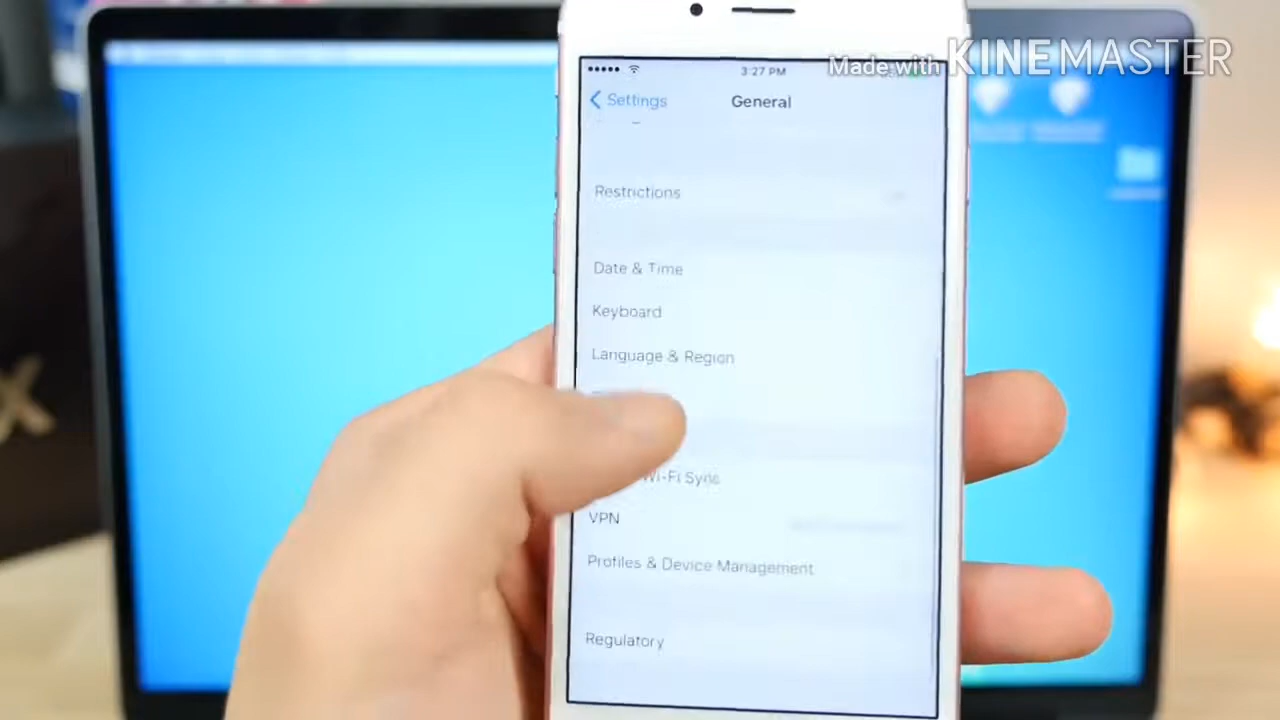 Made with KINEMASTER
3:27 PM
Settings
General
Restrictions
Date & Time
Keyboard
Language & Region
Wi-Fi Sync
VPN
Profiles & Device Management
Regulatory
X